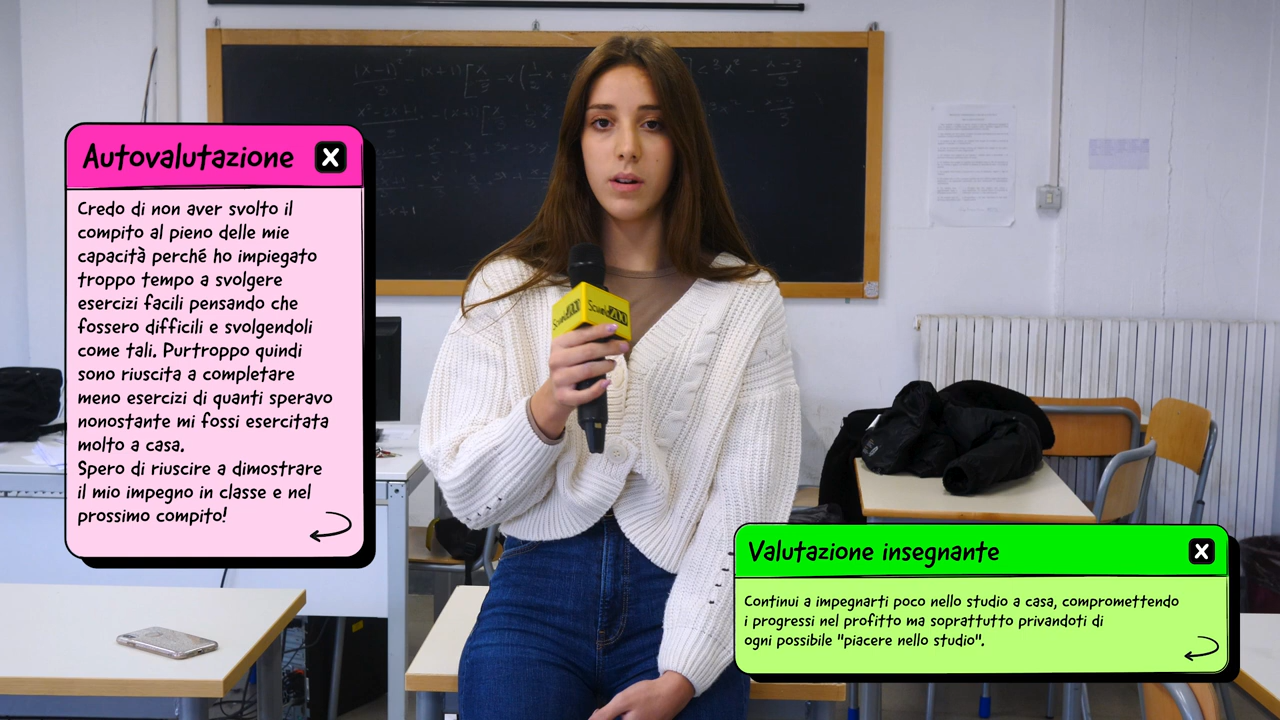 Autovalutazione
Credo di non aver svolto il
compito al pieno delle mie
capacità perché ho impiegato
troppo tempo a svolgere
esercizi facili pensando che
fossero difficili e svolgendoli
come tali. Purtroppo quindi
sono riuscita a completare
meno esercizi di quanti speravo
nonostante mi fossi esercitata
molto a casa.
Spero di riuscire a dimostrare
il mio impegno in classe e nel
prossimo compito!
ScuolaZOO
Valutazione insegnante
Continui a impegnarti poco nello studio a casa, compromettendo
i progressi nel profitto ma soprattutto privandoti di
ogni possibile "piacere nello studio".